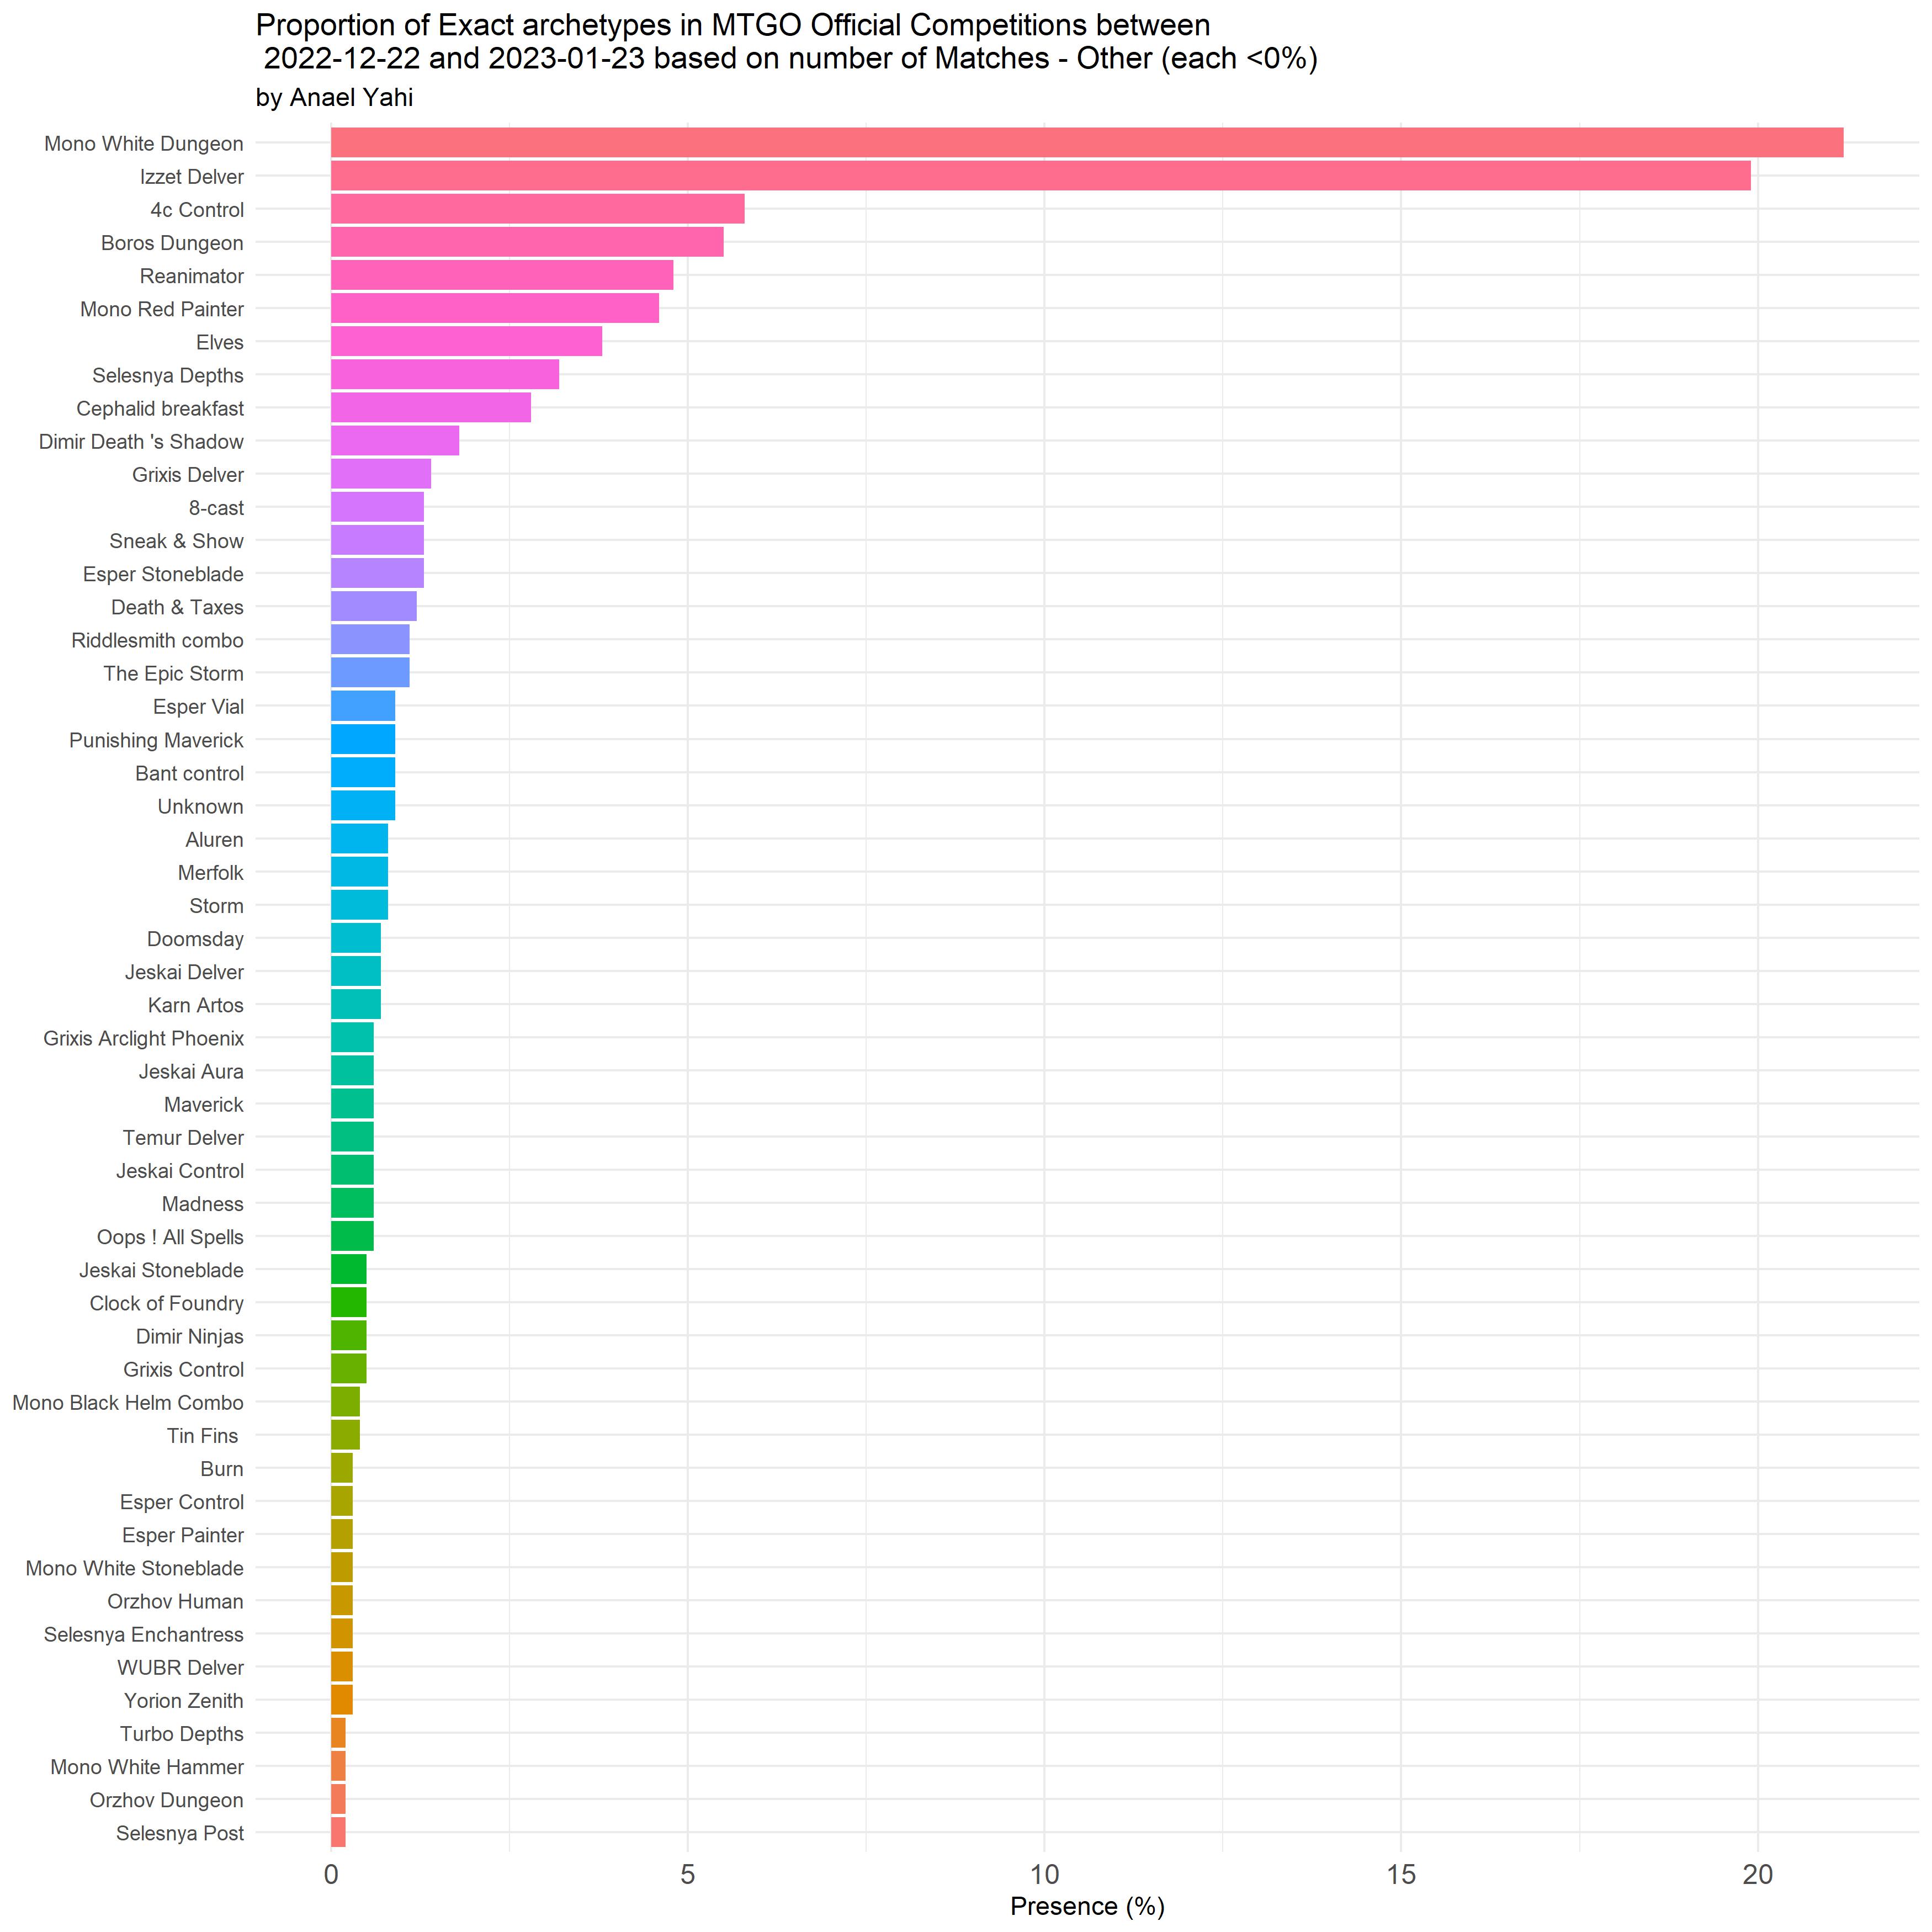 Proportion of Exact archetypes in MTGO Official Competitions between
2022-12-22 and 2023-01-23 based on number of Matches - Other (each <0%)
by Anael Yahi
Mono White Dungeon
Izzet Delver
4c Control
Boros Dungeon
Reanimator
Mono Red Painter
Elves
Selesnya Depths
Cephalid breakfast
Dimir Death 's Shadow
Grixis Delver
8-cast
Sneak & Show
Esper Stoneblade
Death & Taxes
Riddlesmith combo
The Epic Storm
Esper Vial
Punishing Maverick
Bant control
Unknown
Aluren
Merfolk
Storm
Doomsday
Jeskai Delver
Karn Artos
Grixis Arclight Phoenix
Jeskai Aura
Maverick
Temur Delver
Jeskai Control
Madness
Oops ! All Spells
Jeskai Stoneblade
Clock of Foundry
Dimir Ninjas
Grixis Control
Mono Black Helm Combo
Tin Fins
Burn
Esper Control
Esper Painter
Mono White Stoneblade
Orzhov Human
Selesnya Enchantress
WUBR Delver
Yorion Zenith
Turbo Depths
Mono White Hammer
Orzhov Dungeon
Selesnya Post
0 5 10 15 20
Presence (%)